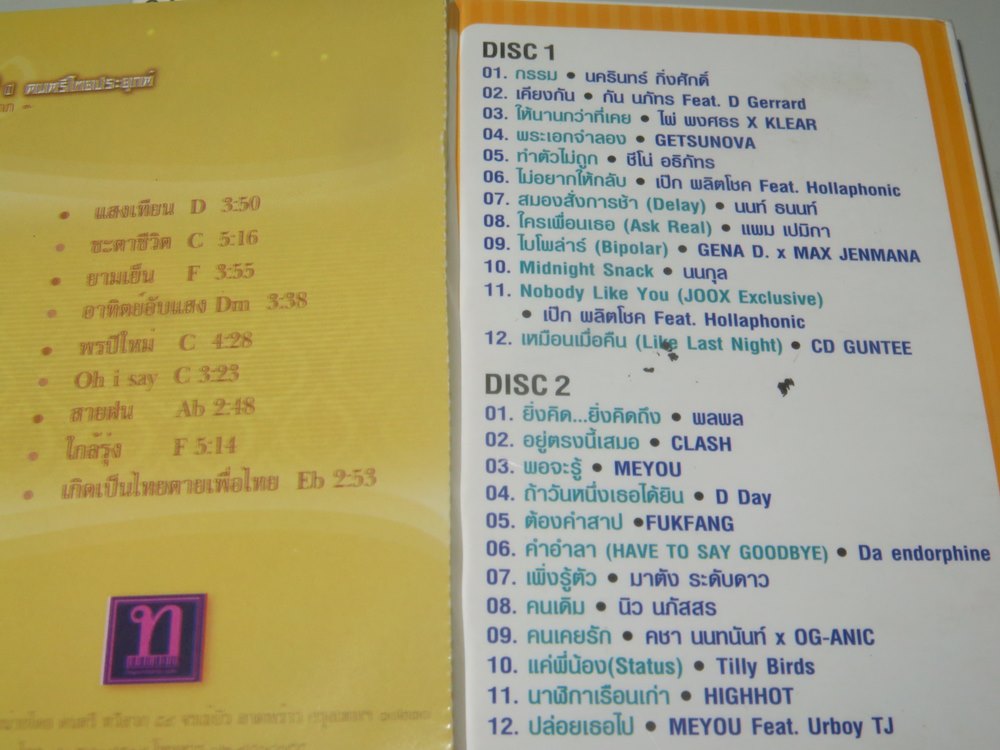 ดนตรีไทยประยุกต์
• แสงเทียน D 3:50
• ชะตาชีวิต C 5:16
• ยามเย็น F 3:55
• อาทิตย์อับแสง Dm 3:38
• พรปีใหม่ C 4:28
• Oh i say C 3:23
• สายฝน Ab 2:48
• ใกล้รุ่ง F 5:14
• เกิดเป็นไทยตายเพื่อไทย Eb 2:53
ท
DISC 1
01. กรรม • นครินทร์ กิ่งศักดิ์
02. เคียงกัน • กัน นภัทร Feat. D Gerrard
03. ให้นานกว่าที่เคย • ไผ่ พงศธร X KLEAR
04. พระเอกจำลอง • GETSUNOVA
05. ทำตัวไม่ถูก • ชีโน่ อธิภัทร
06. ไม่อยากให้กลับ • เป๊ก ผลิตโชค Feat. Hollaphonic
07. สมองสั่งการช้า (Delay) • นนท์ ธนนท์
08. ใครเพื่อนเธอ (Ask Real) • แพม เปมิกา
09. ไบโพล่าร์ (Bipolar) • GENA D. x MAX JENMANA
10. Midnight Snack • นนกุล
11. Nobody Like You (JOOX Exclusive)
• เป๊ก ผลิตโชค Feat. Hollaphonic
12. เหมือนเมื่อคืน (Like Last Night) • CD GUNTEE
DISC 2
01. ยิ่งคิด...ยิ่งคิดถึง • พลพล
02. อยู่ตรงนี้เสมอ • CLASH
03. พอจะรู้ • MEYOU
04. ถ้าวันหนึ่งเธอได้ยิน • D Day
05. ต้องคำสาป •FUKFANG
06. คำอำลา (HAVE TO SAY GOODBYE) • Da endorphine
07. เพิ่งรู้ตัว • มาตัง ระดับดาว
08. คนเดิม • นิว นภัสสร
09. คนเคยรัก • คชา นนทนันท์ x OG-ANIC
10. แค่พี่น้อง(Status) • Tilly Birds
11. นาฬิกาเรือนเก่า • HIGHHOT
12. ปล่อยเธอไป • MEYOU Feat. Urboy TJ